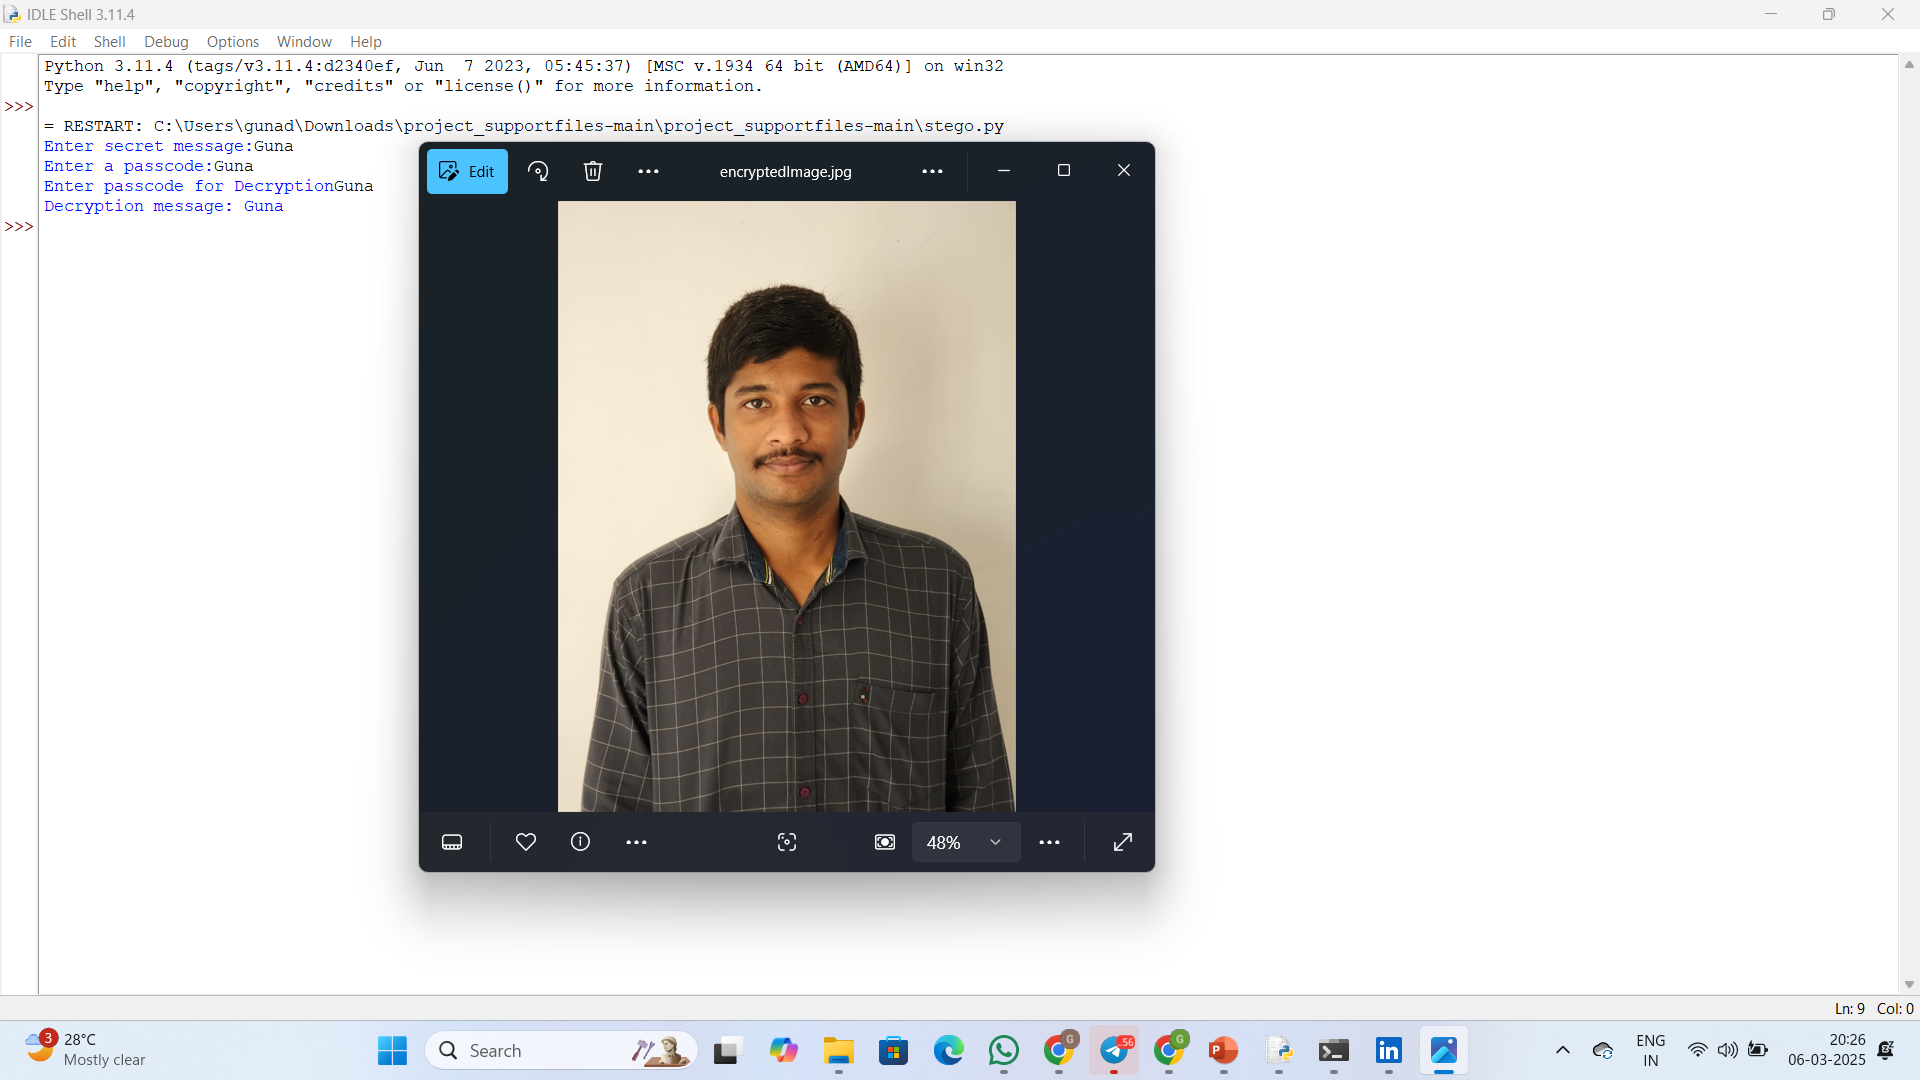 IDLE Shell 3.11.4
File Edit Shell Debug Options Window Help
Python 3.11.4 (tags/v3.11.4:d2340ef, Jun  7 2023, 05:45:37) [MSC v.1934 64 bit (AMD64)] on win32
Type "help", "copyright", "credits" or "license()" for more information.
>>>
= RESTART: C:\Users\gunad\Downloads\project_supportfiles-main\project_supportfiles-main\stego.py
Enter secret message:Guna
Enter a passcode:Guna
Enter passcode for DecryptionGuna
Decryption message: Guna
>>>
Edit
encryptedImage.jpg
48%
Ln: 9 Col: 0
3
28°C
Mostly clear
Search
G
56
G
P
in
ENG
IN
20:26
06-03-2025